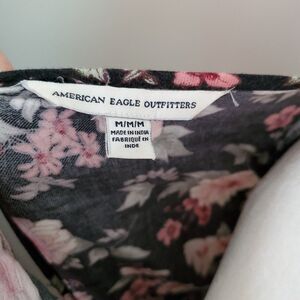 AMERICAN EAGLE OUTFITTERS
M/M/M
MADE IN INDIA
FABRIQUÉ EN
INDE